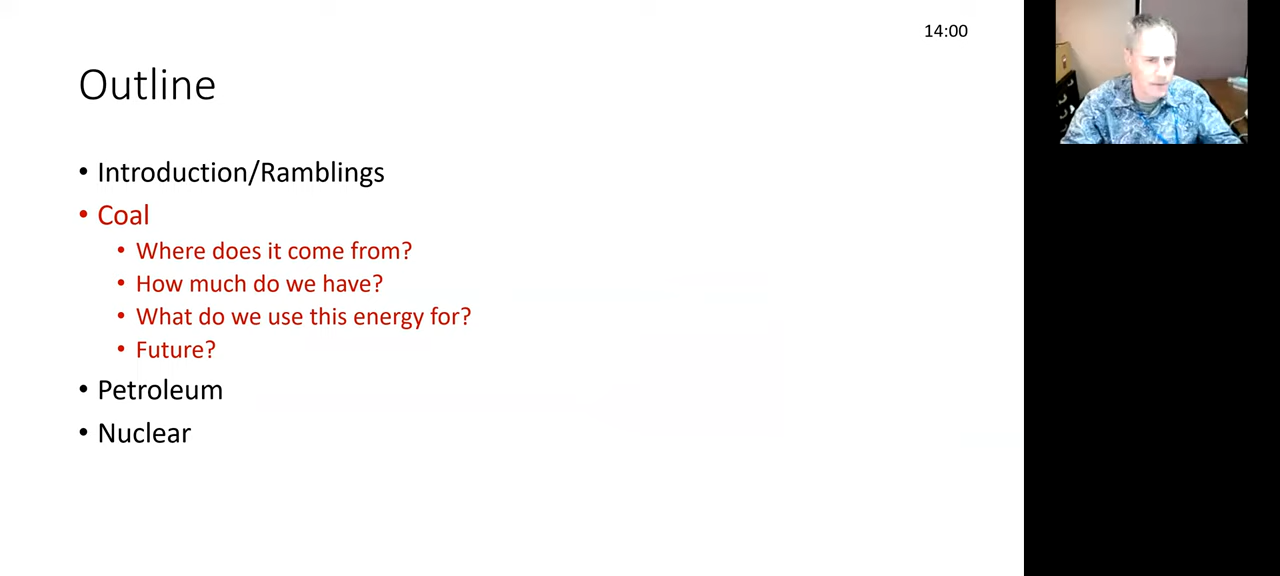 14:00
Outline
• Introduction/Ramblings
• Coal
• Where does it come from?
• How much do we have?
• What do we use this energy for?
• Future?
• Petroleum
• Nuclear